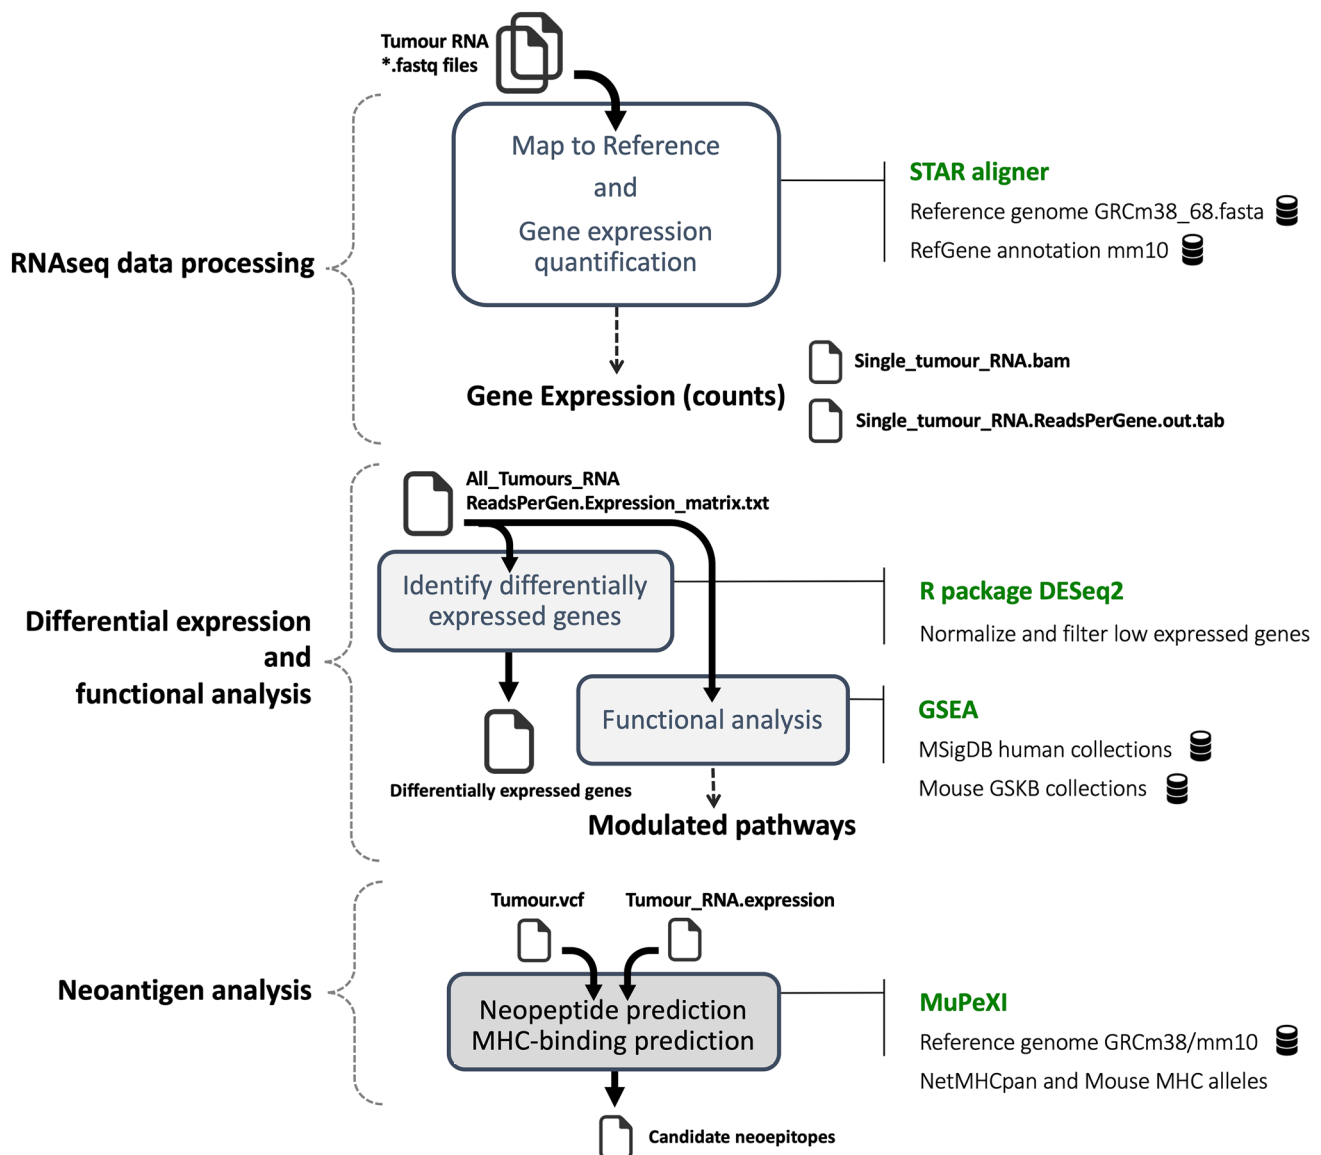 Tumour RNA
*.fastq files
Map to Reference
and
Gene expression
quantification
STAR aligner
Reference genome GRCm38_68.fasta
RefGene annotation mm10
RNAseq data processing
Single_tumour_RNA.bam
Gene Expression (counts)
Single_tumour_RNA.ReadsPerGene.out.tab
All_Tumours_RNA
ReadsPerGen.Expression_matrix.txt
Identify differentially
expressed genes
R package DESeq2
Normalize and filter low expressed genes
Differential expression
and
functional analysis
Functional analysis
GSEA
MSigDB human collections
Mouse GSKB collections
Differentially expressed genes
Modulated pathways
Tumour.vcf
Tumour_RNA.expression
Neoantigen analysis
Neopeptide prediction
MHC-binding prediction
MuPeXI
Reference genome GRCm38/mm10
NetMHCpan and Mouse MHC alleles
Candidate neoepitopes